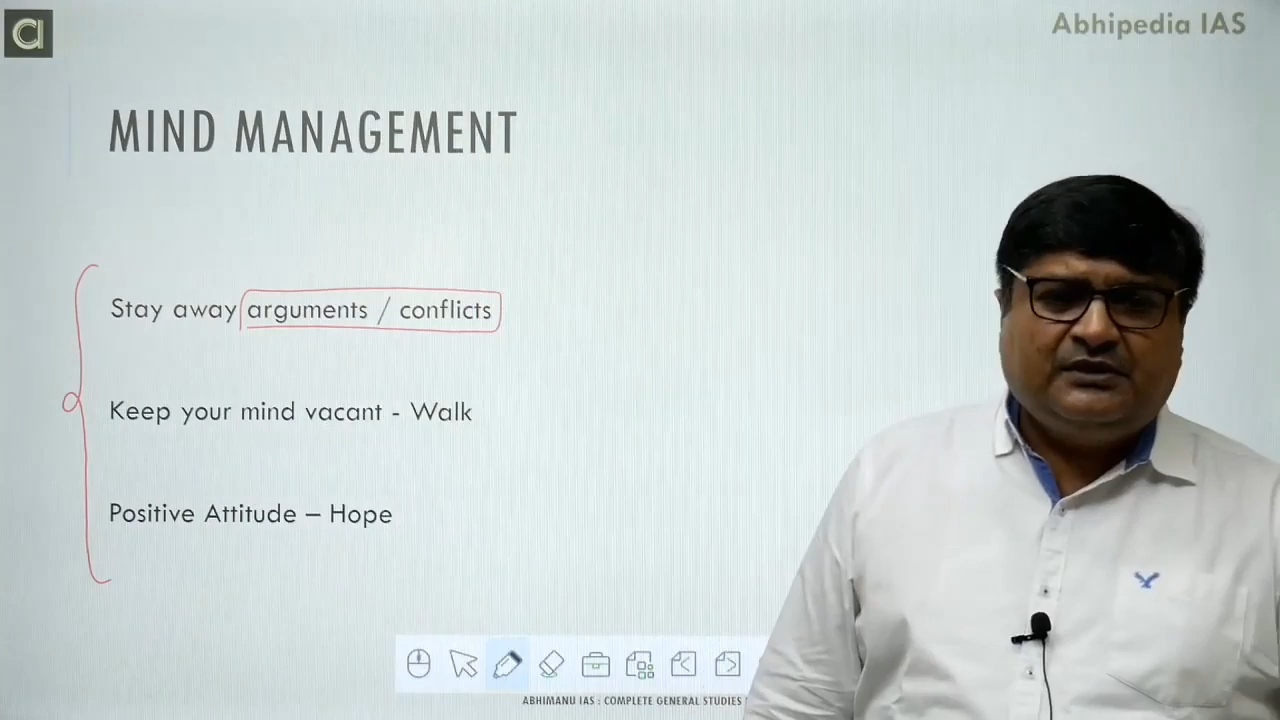 Abhipedia IAS
MIND MANAGEMENT
Stay away arguments / conflicts
Keep your mind vacant - Walk
Positive Attitude – Hope
ABHIMANU IAS : COMPLETE GENERAL STUDIES